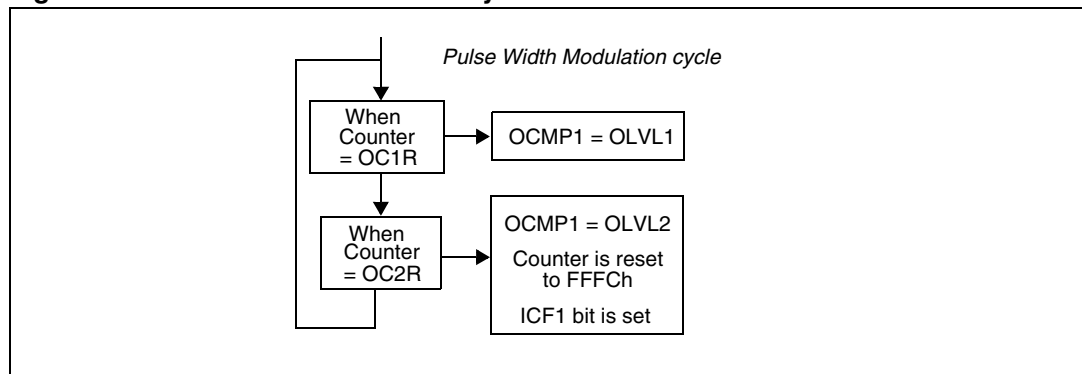 Pulse Width Modulation cycle
When
Counter
= OC1R
OCMP1 = OLVL1
When
Counter
= OC2R
OCMP1 = OLVL2
Counter is reset
to FFFCh
ICF1 bit is set